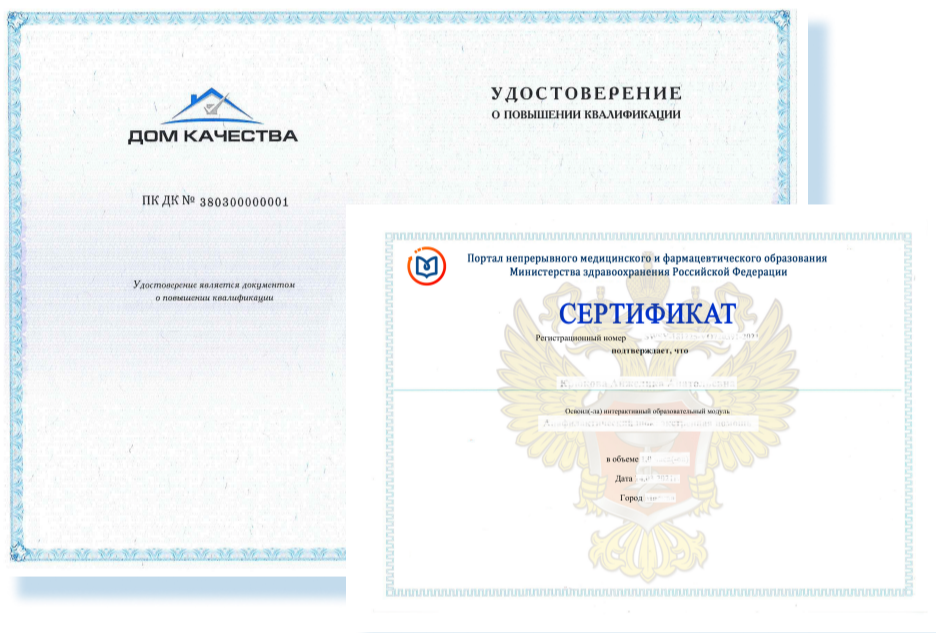 ДОМ КАЧЕСТВА
ПК ДК № 380300000001
Удостоверение является документом
о повышении квалификации
УДОСТОВЕРЕНИЕ
О ПОВЫШЕНИИ КВАЛИФИКАЦИИ
Портал непрерывного медицинского и фармацевтического образования
Министерства здравоохранения Российской Федерации
СЕРТИФИКАТ
Регистрационный номер
подтверждает, что
Освоил(-ла) интерактивный образовательный модуль
в объеме
Дата
Город